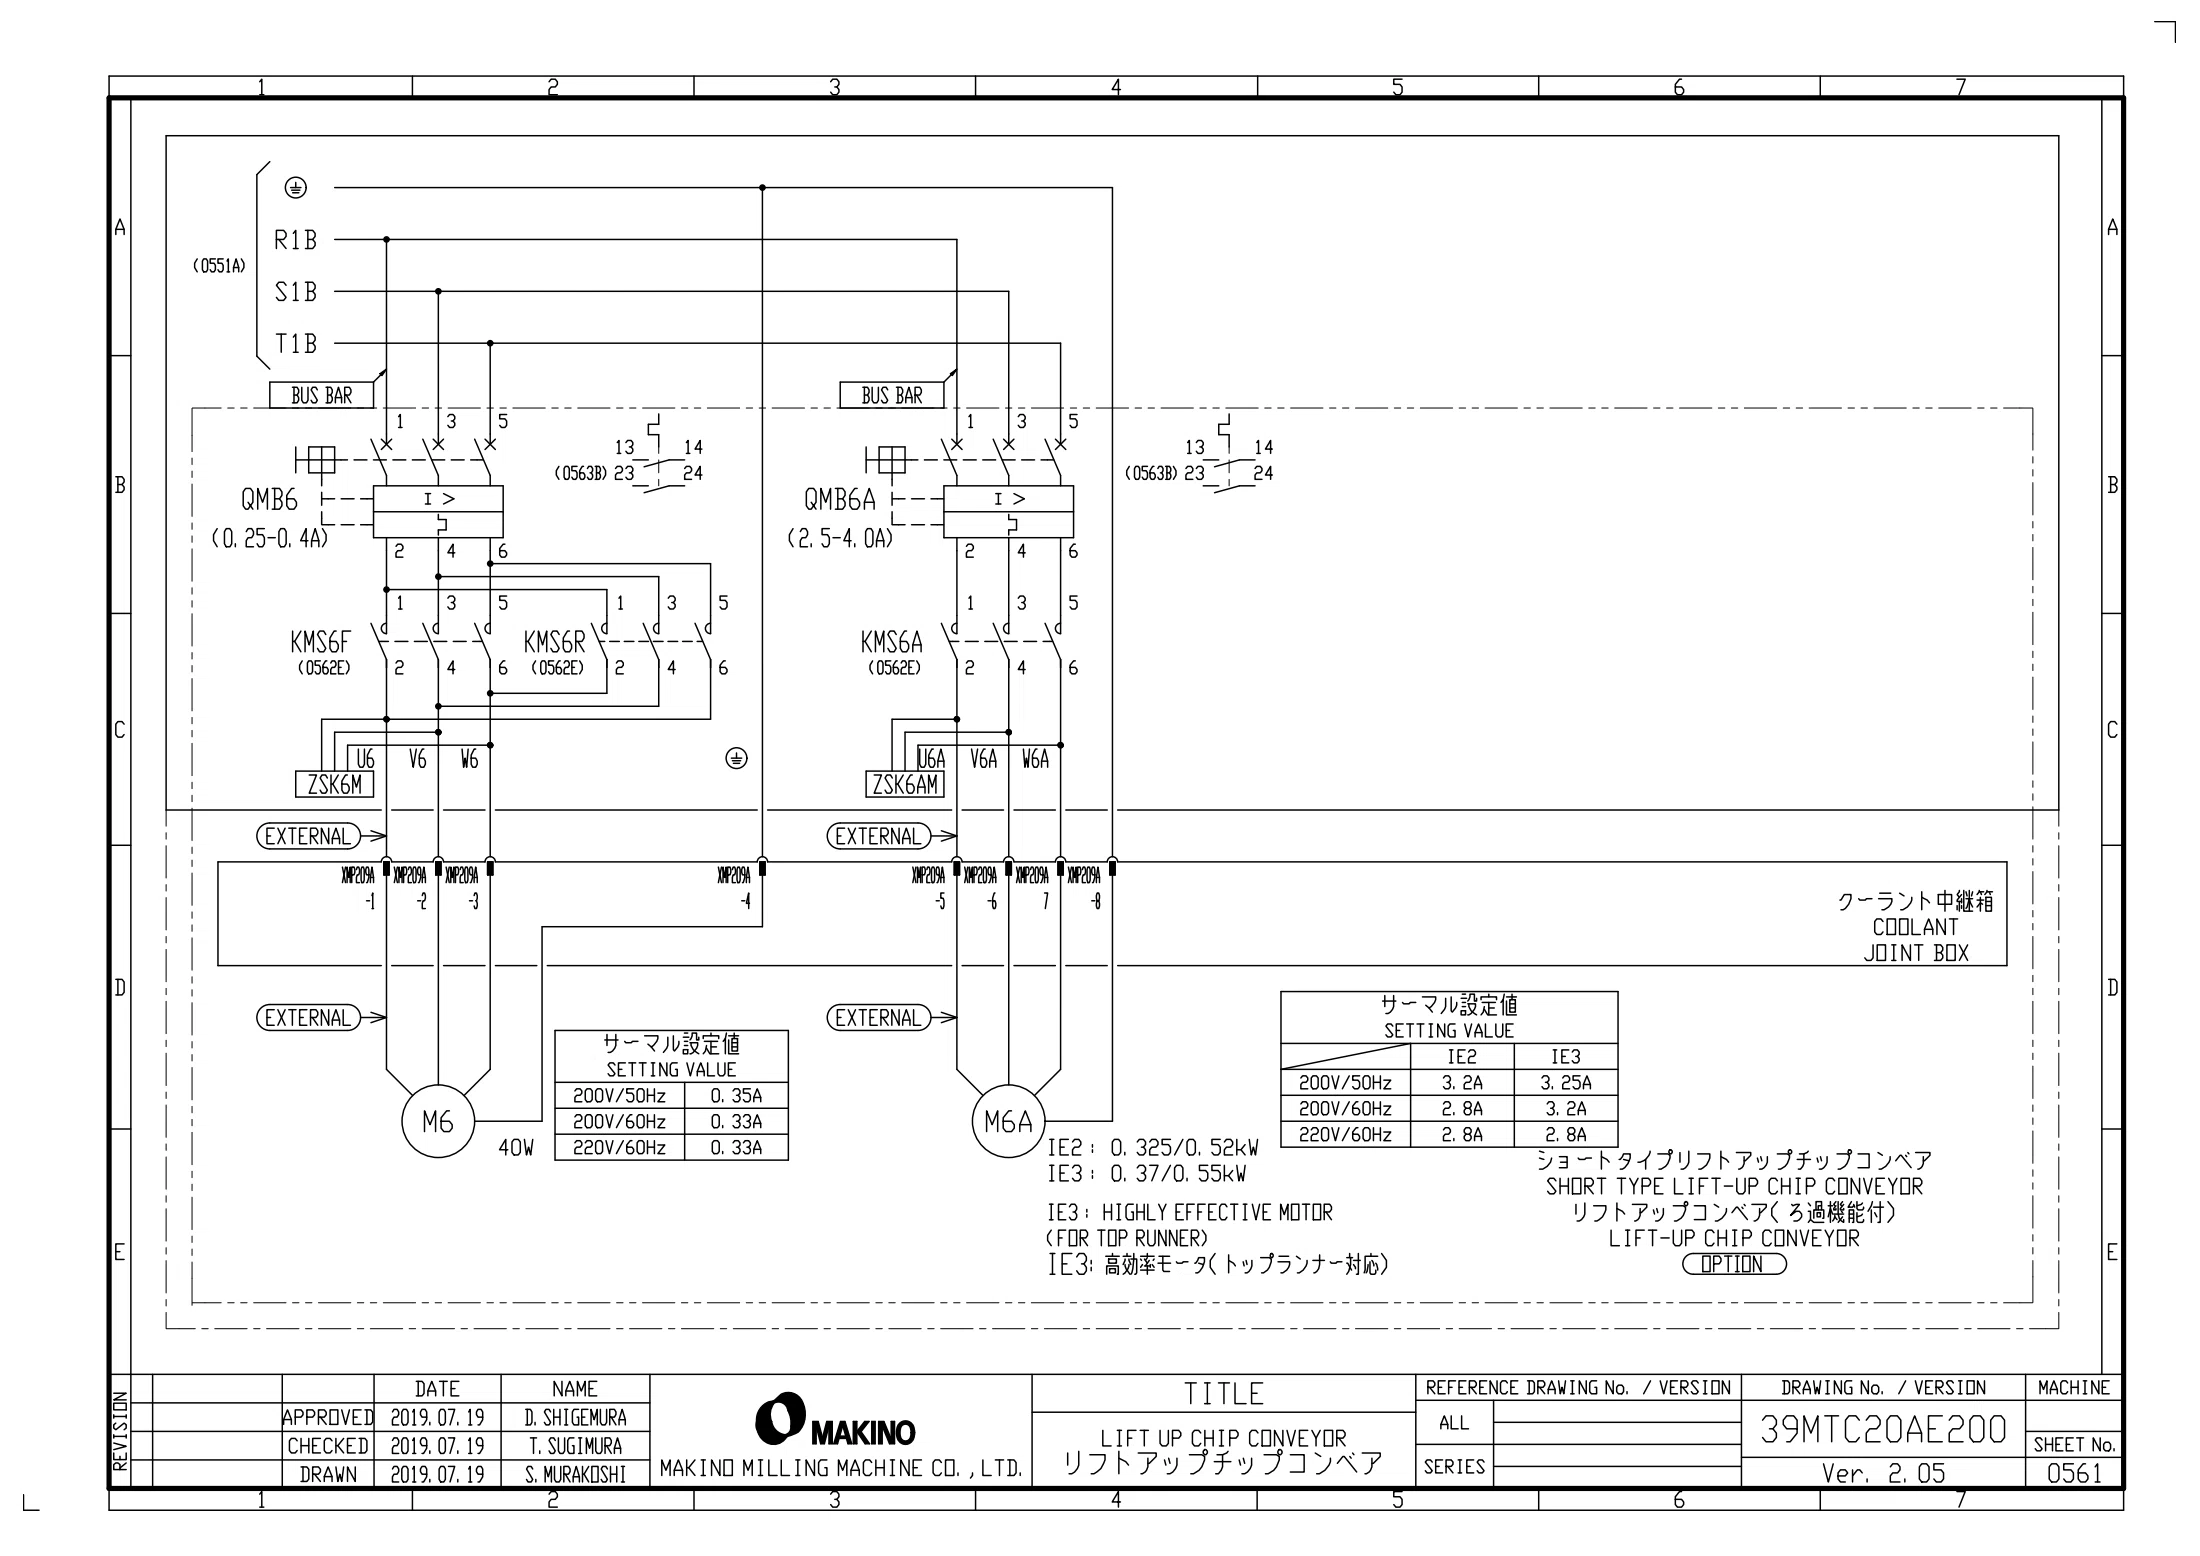 1 2 3 4 5 6 7
A A
R1B
(0551A)
S1B
T1B
BUS BAR BUS BAR
1 3 5 1 3 5
13 14 13 14
(0563B) 23 24 (0563B) 23 24
B B
QMB6 I > QMB6A I >
(0.25-0.4A) (2.5-4.0A)
2 4 6 2 4 6
1 3 5 1 3 5 1 3 5
KMS6F KMS6R KMS6A
(0562E) (0562E) (0562E)
2 4 6 2 4 6 2 4 6
C C
U6 V6 W6 U6A V6A W6A
ZSK6M ZSK6AM
EXTERNAL EXTERNAL
XMP209A XMP209A XMP209A XMP209A XMP209A XMP209A XMP209A XMP209A
-1 -2 -3 -4 -5 -6 7 -8
クーラント中継箱
COOLANT
JOINT BOX
D D
EXTERNAL EXTERNAL
サーマル設定値
SETTING VALUE
200V/50Hz 0.35A
200V/60Hz 0.33A
220V/60Hz 0.33A
サーマル設定値
SETTING VALUE
IE2 IE3
200V/50Hz 3.2A 3.25A
200V/60Hz 2.8A 3.2A
220V/60Hz 2.8A 2.8A
M6 M6A
40W
IE2: 0.325/0.52kW
IE3: 0.37/0.55kW
IE3: HIGHLY EFFECTIVE MOTOR
(FOR TOP RUNNER)
IE3: 高効率モータ(トップランナー対応)
ショートタイプリフトアップチップコンベア
SHORT TYPE LIFT-UP CHIP CONVEYOR
リフトアップコンベア(ろ過機能付)
LIFT-UP CHIP CONVEYOR
OPTION
E E
REVISION
DATE NAME
APPROVED 2019.07.19 D. SHIGEMURA
CHECKED 2019.07.19 T. SUGIMURA
DRAWN 2019.07.19 S. MURAKOSHI
MAKINO
MAKINO MILLING MACHINE CO.,LTD.
TITLE
LIFT UP CHIP CONVEYOR
リフトアップチップコンベア
REFERENCE DRAWING No. / VERSION
ALL
SERIES
DRAWING No. / VERSION
39MTC20AE200
Ver. 2.05
MACHINE
SHEET No.
0561
1 2 3 4 5 6 7